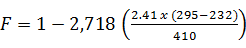 F = 1 − 2,718 (2.41 x (295−232) / 410)